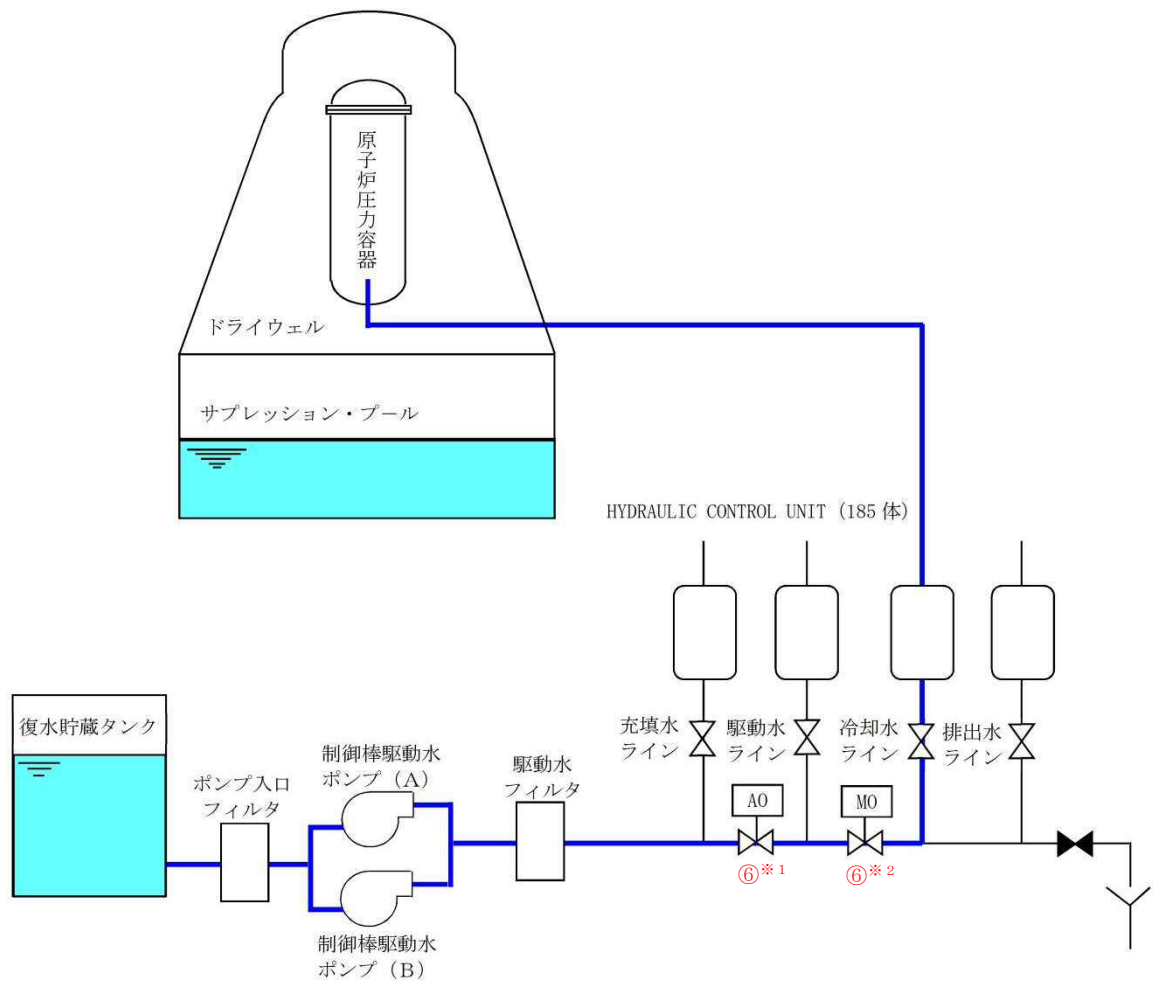 原子炉圧力容器
ドライウェル
サプレッション・プール
HYDRAULIC CONTROL UNIT (185 体)
充填水
ライン
駆動水
ライン
冷却水
ライン
排出水
ライン
復水貯蔵タンク
ポンプ入口
フィルタ
制御棒駆動水
ポンプ (A)
駆動水
フィルタ
AO
MO
⑥※1
⑥※2
制御棒駆動水
ポンプ (B)